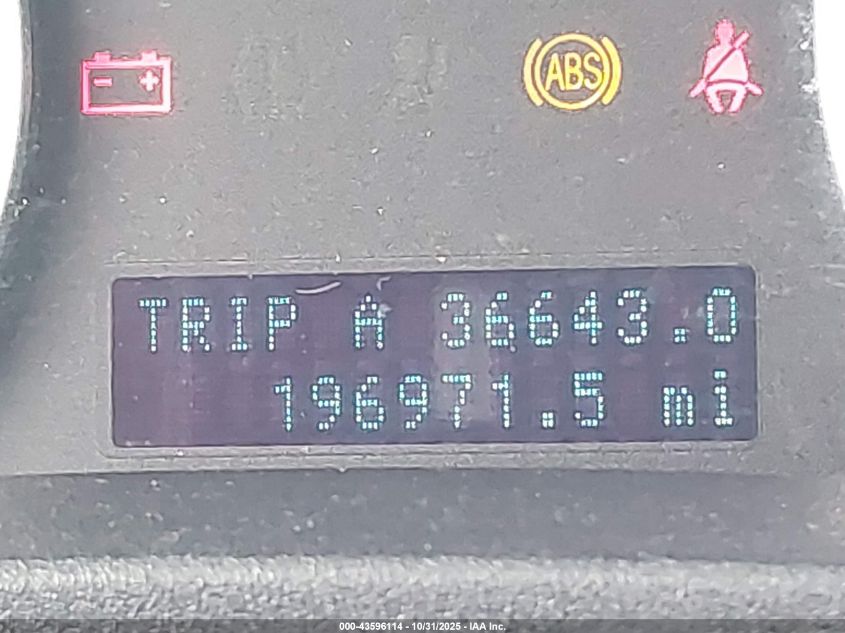 ABS
TRIP A 36643.0
196971.5 mi
000-43596114 - 10/31/2025 - IAA Inc.